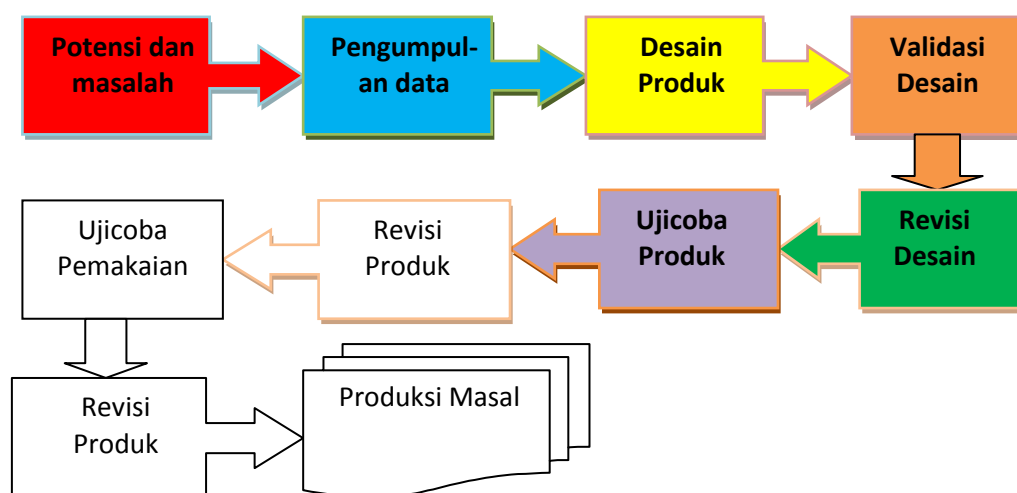 Potensi dan
masalah
Pengumpul-
an data
Desain
Produk
Validasi
Desain
Revisi
Desain
Ujicoba
Produk
Revisi
Produk
Ujicoba
Pemakaian
Revisi
Produk
Produksi Masal